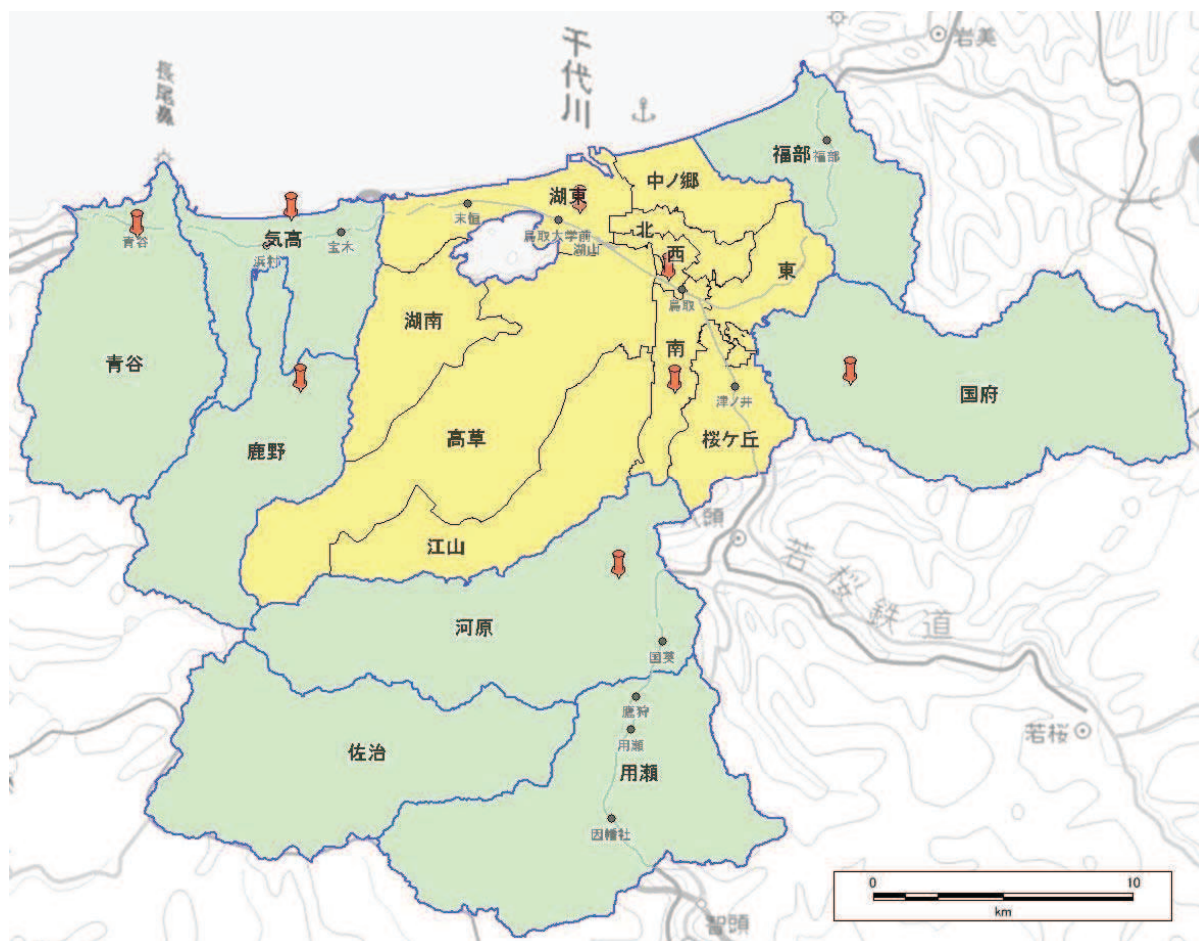 岩美
千代川
長尾鼻
福部
福部
中ノ郷
湖東
末恒
鳥取大学前
湖山
北
西
東
青谷
気高
宝木
浜村
鳥取
湖南
南
青谷
津ノ井
国府
鹿野
高草
桜ケ丘
江山
八頭
若桜鉄道
河原
国英
鷹狩
用瀬
若桜
佐治
用瀬
因幡社
智頭
0 10
km